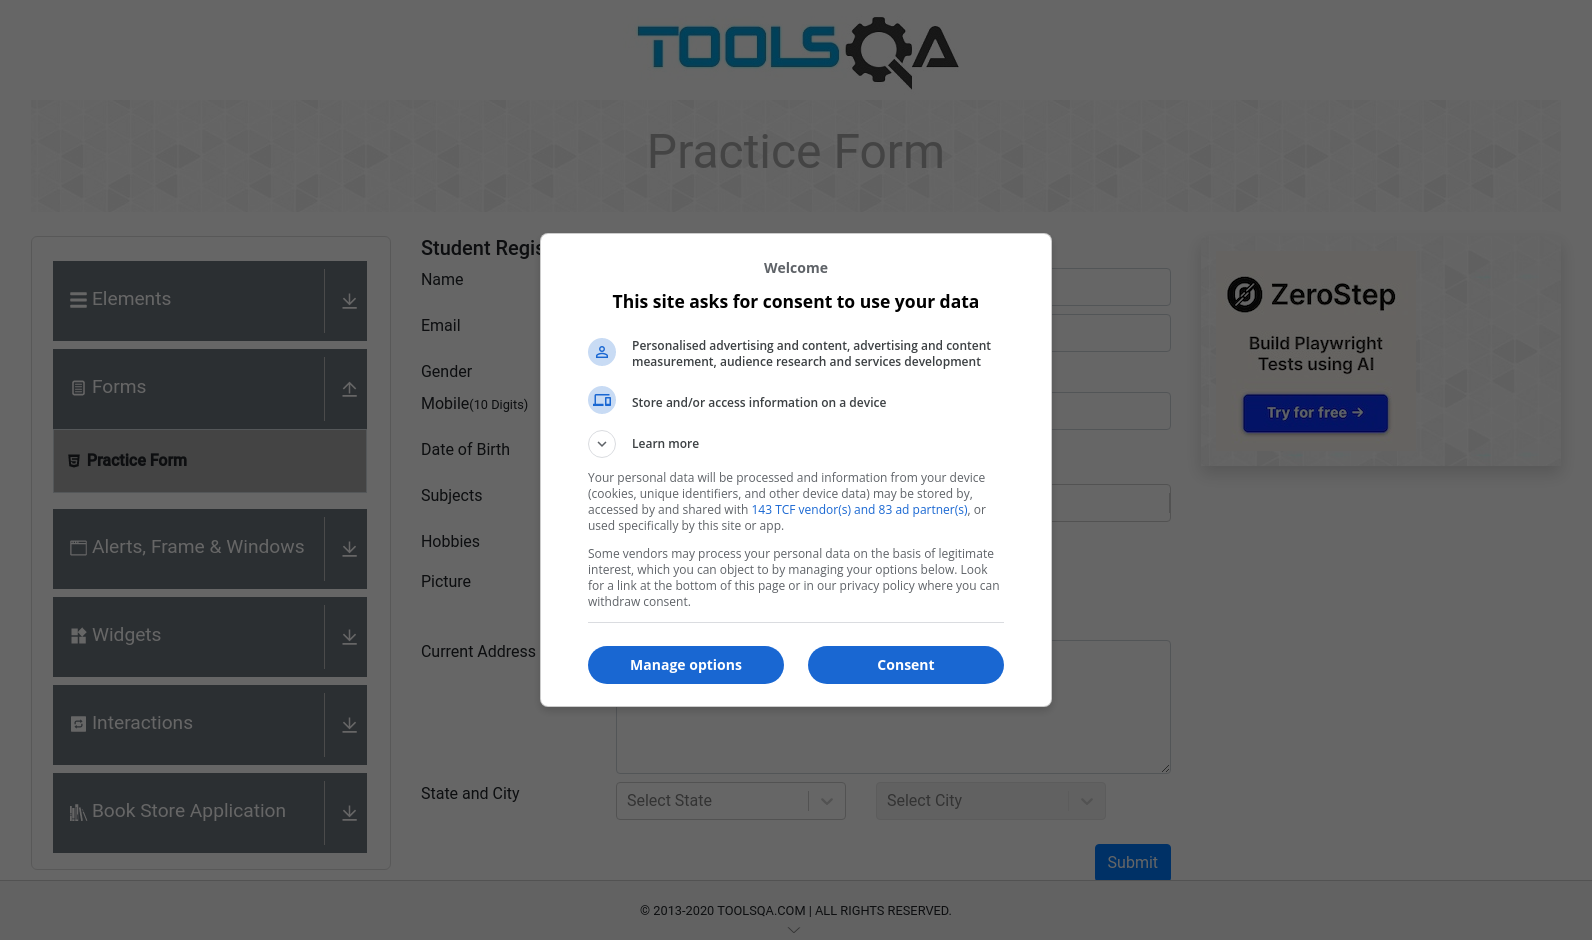 TOOLSQA
Practice Form
Elements
Forms
Practice Form
Alerts, Frame & Windows
Widgets
Interactions
Book Store Application
Student Regis
Name
Email
Gender
Mobile(10 Digits)
Date of Birth
Subjects
Hobbies
Picture
Current Address
State and City
Select State
Select City
Submit
Welcome
This site asks for consent to use your data
Personalised advertising and content, advertising and content
measurement, audience research and services development
Store and/or access information on a device
Learn more
Your personal data will be processed and information from your device
(cookies, unique identifiers, and other device data) may be stored by,
accessed by and shared with 143 TCF vendor(s) and 83 ad partner(s), or
used specifically by this site or app.
Some vendors may process your personal data on the basis of legitimate
interest, which you can object to by managing your options below. Look
for a link at the bottom of this page or in our privacy policy where you can
withdraw consent.
Manage options
Consent
ZeroStep
Build Playwright
Tests using AI
Try for free →
© 2013-2020 TOOLSQA.COM | ALL RIGHTS RESERVED.